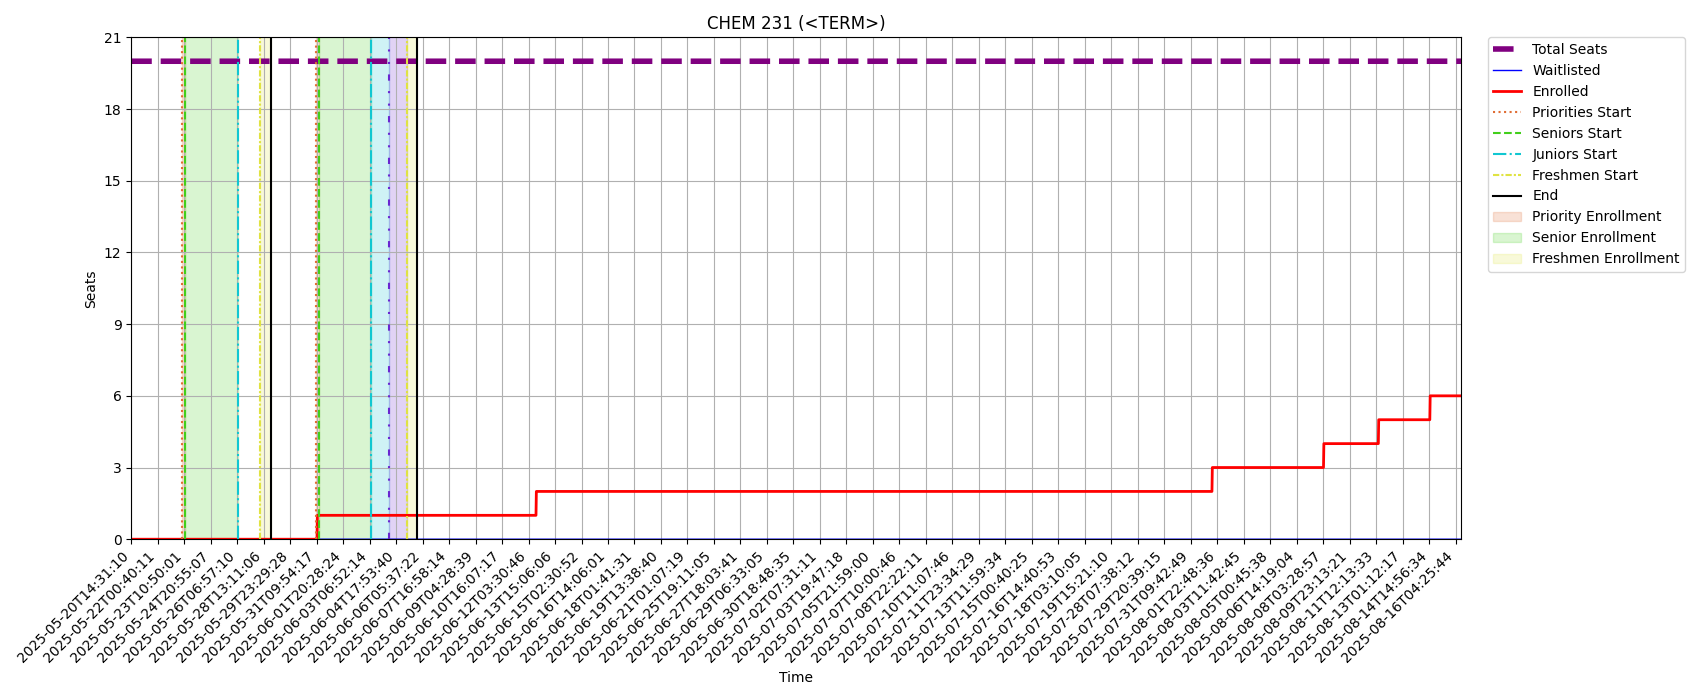 CHEM 231 (<TERM>)
21
18
15
12
9
6
3
0
Seats
2025-05-20T14:31:10
2025-05-22T00:40:11
2025-05-23T10:50:01
2025-05-24T20:55:07
2025-05-26T06:57:10
2025-05-28T13:11:06
2025-05-29T23:29:28
2025-05-31T09:54:17
2025-06-01T20:28:24
2025-06-03T06:52:14
2025-06-04T17:53:40
2025-06-06T05:37:22
2025-06-07T16:58:14
2025-06-09T04:28:39
2025-06-10T16:07:17
2025-06-12T03:30:46
2025-06-13T15:06:06
2025-06-15T02:30:52
2025-06-16T14:06:01
2025-06-18T01:41:31
2025-06-19T13:38:40
2025-06-21T01:07:19
2025-06-25T19:11:05
2025-06-27T18:03:41
2025-06-29T06:33:05
2025-06-30T18:48:35
2025-07-02T07:31:11
2025-07-03T19:47:18
2025-07-05T21:59:00
2025-07-07T10:00:46
2025-07-08T22:22:11
2025-07-10T11:07:46
2025-07-11T23:34:29
2025-07-13T11:59:34
2025-07-15T00:40:25
2025-07-16T14:40:53
2025-07-18T03:10:05
2025-07-19T15:21:10
2025-07-28T07:38:12
2025-07-29T20:39:15
2025-07-31T09:42:49
2025-08-01T22:48:36
2025-08-03T11:42:45
2025-08-05T00:45:38
2025-08-06T14:19:04
2025-08-08T03:28:57
2025-08-09T23:13:21
2025-08-11T12:13:33
2025-08-13T01:12:17
2025-08-14T14:56:34
2025-08-16T04:25:44
Time
Total Seats
Waitlisted
Enrolled
Priorities Start
Seniors Start
Juniors Start
Freshmen Start
End
Priority Enrollment
Senior Enrollment
Freshmen Enrollment